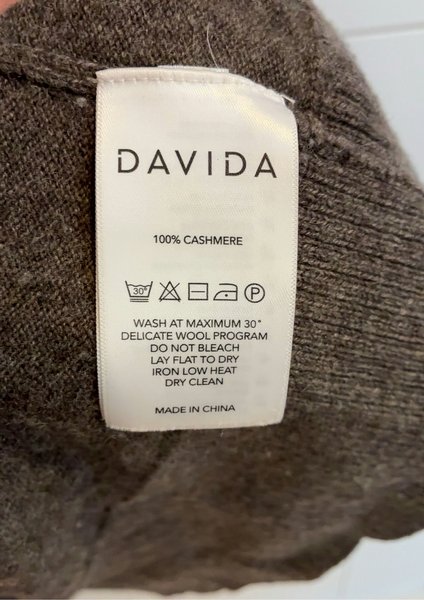 DAVIDA
100% CASHMERE
30° P
WASH AT MAXIMUM 30°
DELICATE WOOL PROGRAM
DO NOT BLEACH
LAY FLAT TO DRY
IRON LOW HEAT
DRY CLEAN
MADE IN CHINA